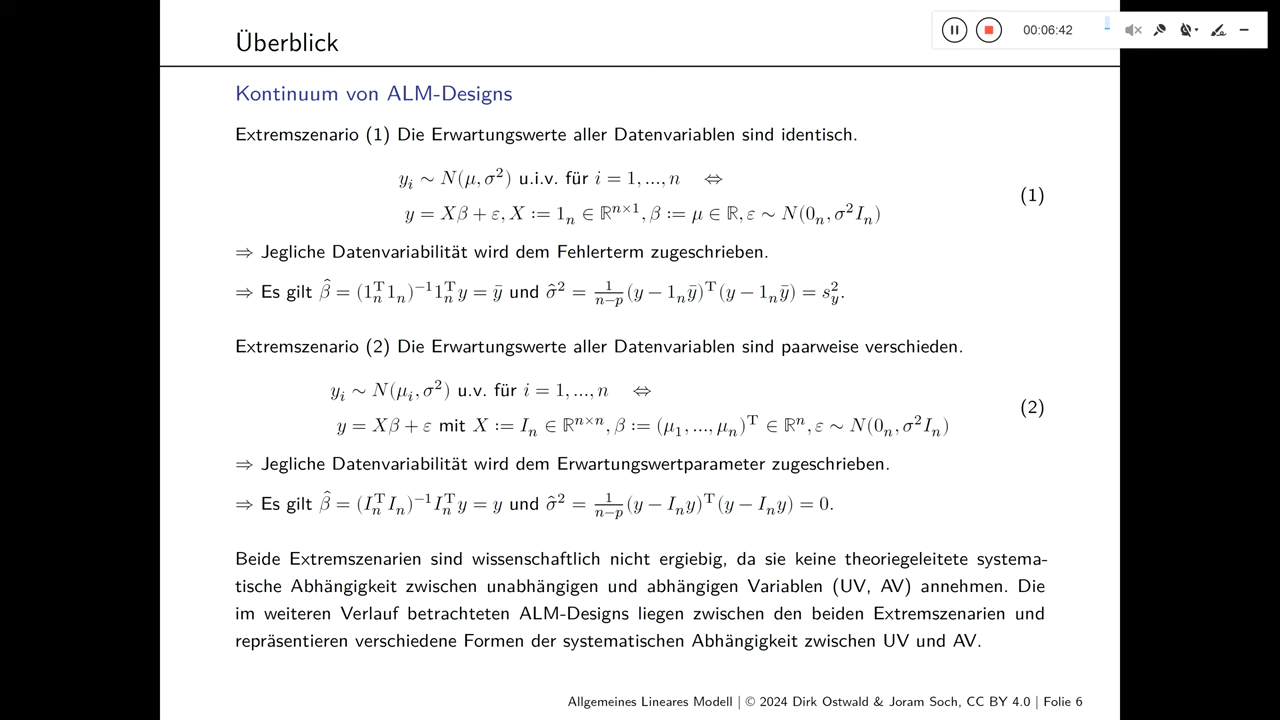 00:06:42
Überblick
Kontinuum von ALM-Designs
Extremszenario (1) Die Erwartungswerte aller Datenvariablen sind identisch.
yᵢ ∼ N(μ, σ²) u.i.v. für i = 1, ..., n ⇔
y = Xβ + ε, X := 1ₙ ∈ ℝⁿˣ¹, β := μ ∈ ℝ, ε ∼ N(0ₙ, σ²Iₙ)
(1)
⇒ Jegliche Datenvariabilität wird dem Fehlerterm zugeschrieben.
⇒ Es gilt β̂ = (1ₙᵀ1ₙ)⁻¹1ₙᵀy = ȳ und σ̂² = 1/(n−p) (y − 1ₙȳ)ᵀ(y − 1ₙȳ) = s²_y.
Extremszenario (2) Die Erwartungswerte aller Datenvariablen sind paarweise verschieden.
yᵢ ∼ N(μᵢ, σ²) u.v. für i = 1, ..., n ⇔
y = Xβ + ε mit X := Iₙ ∈ ℝⁿˣⁿ, β := (μ₁, ..., μₙ)ᵀ ∈ ℝⁿ, ε ∼ N(0ₙ, σ²Iₙ)
(2)
⇒ Jegliche Datenvariabilität wird dem Erwartungswertparameter zugeschrieben.
⇒ Es gilt β̂ = (IₙᵀIₙ)⁻¹Iₙᵀy = y und σ̂² = 1/(n−p) (y − Iₙy)ᵀ(y − Iₙy) = 0.
Beide Extremszenarien sind wissenschaftlich nicht ergiebig, da sie keine theoriegeleitete systema-
tische Abhängigkeit zwischen unabhängigen und abhängigen Variablen (UV, AV) annehmen. Die
im weiteren Verlauf betrachteten ALM-Designs liegen zwischen den beiden Extremszenarien und
repräsentieren verschiedene Formen der systematischen Abhängigkeit zwischen UV und AV.
Allgemeines Lineares Modell | © 2024 Dirk Ostwald & Joram Soch, CC BY 4.0 | Folie 6